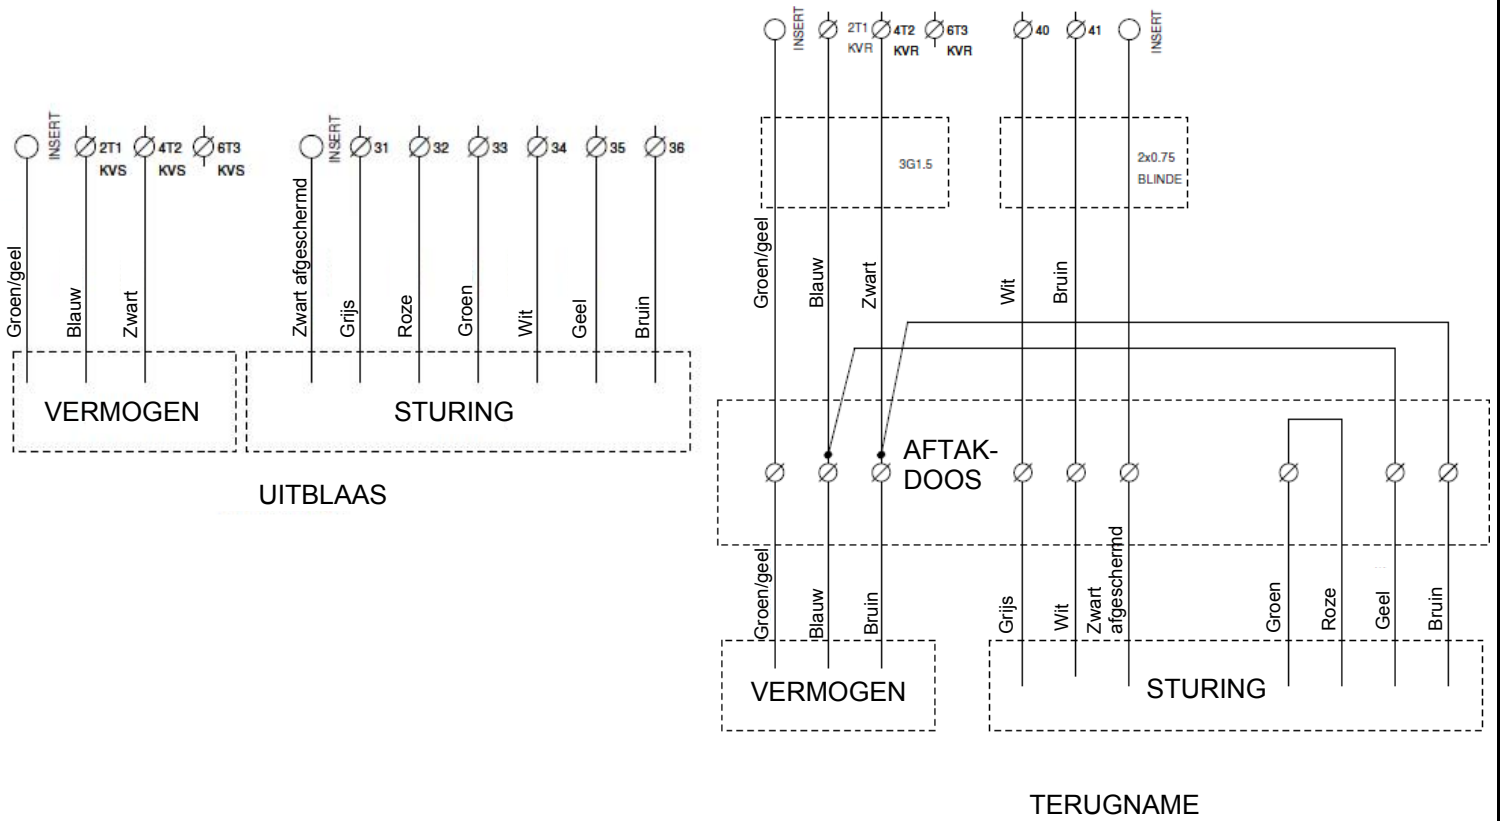 INSERT
2T1
KVS
4T2
KVS
6T3
KVS
INSERT
31
32
33
34
35
36
Groen/geel
Blauw
Zwart
Zwart afgeschermd
Grijs
Roze
Groen
Wit
Geel
Bruin
VERMOGEN
STURING
UITBLAAS
INSERT
2T1
KVR
4T2
KVR
6T3
KVR
40
41
INSERT
3G1.5
2x0.75
BLINDE
Groen/geel
Blauw
Zwart
Wit
Bruin
AFTAK-
DOOS
Groen/geel
Blauw
Bruin
Grijs
Wit
Zwart
afgeschermd
Groen
Roze
Geel
Bruin
VERMOGEN
STURING
TERUGNAME